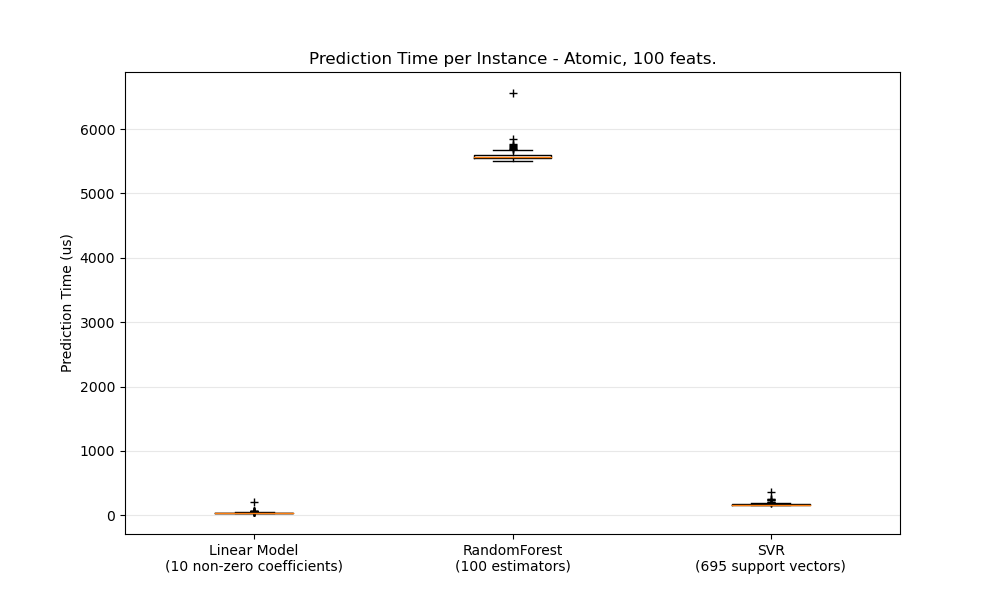 Prediction Time per Instance - Atomic, 100 feats.
Prediction Time (us)
6000
5000
4000
3000
2000
1000
0
Linear Model
(10 non-zero coefficients)
RandomForest
(100 estimators)
SVR
(695 support vectors)